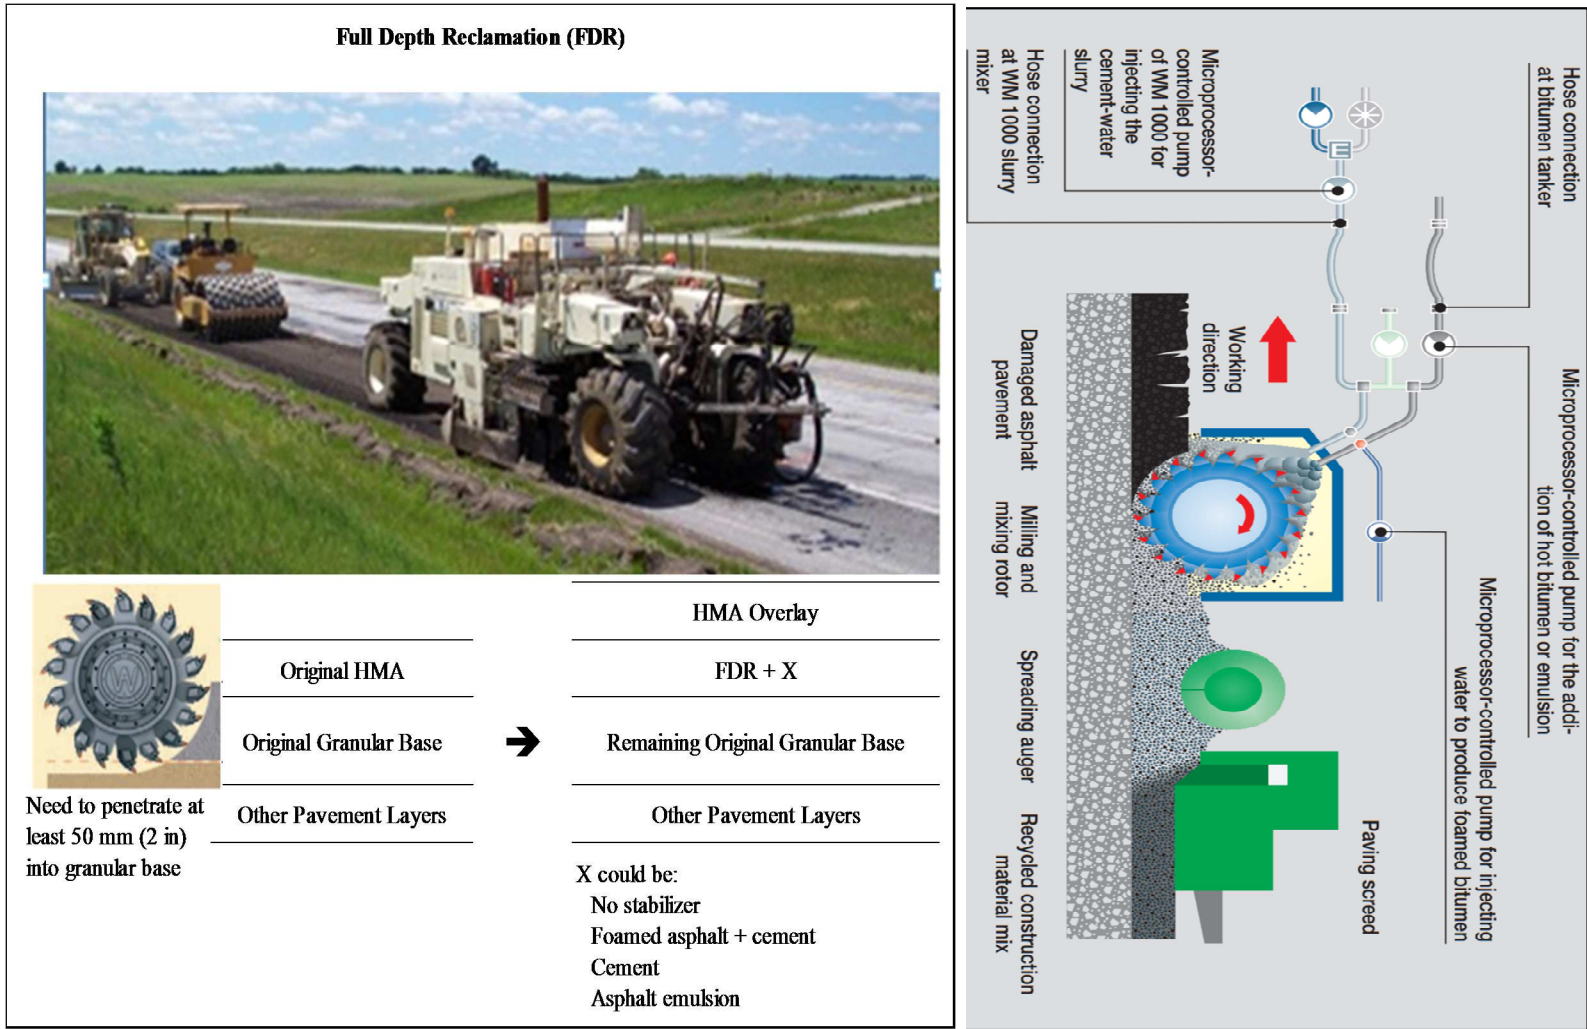 Full Depth Reclamation (FDR)
Need to penetrate at
least 50 mm (2 in)
into granular base
Original HMA
Original Granular Base
Other Pavement Layers
HMA Overlay
FDR + X
Remaining Original Granular Base
Other Pavement Layers
X could be:
No stabilizer
Foamed asphalt + cement
Cement
Asphalt emulsion
Hose connection
at bitumen tanker
Microprocessor-controlled pump for the addi-
tion of hot bitumen or emulsion
Microprocessor-controlled pump for injecting
water to produce foamed bitumen
Microprocessor-
controlled pump
of WM 1000 for
injecting the
cement-water
slurry
Hose connection
at WM 1000 slurry
mixer
Working
direction
Paving screed
Damaged asphalt
pavement
Milling and
mixing rotor
Spreading auger
Recycled construction
material mix